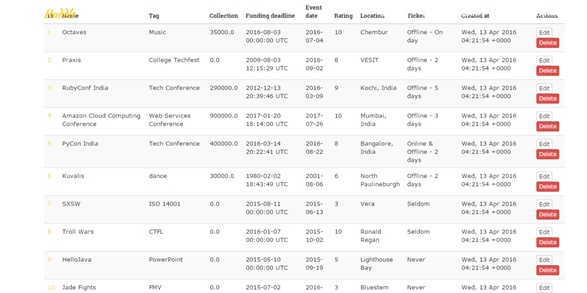 Name Tag Collection Funding deadline Event date Rating Location Ticket Created at Actions
1 Octaves Music 35000.0 2016-08-03 00:00:00 UTC 2016-07-04 10 Chembur Offline - On day Wed, 13 Apr 2016 04:21:54 +0000 Edit Delete
2 Praxis College Techfest 0.0 2009-08-03 12:15:29 UTC 2016-09-02 8 VESIT Offline - 2 days Wed, 13 Apr 2016 04:21:54 +0000 Edit Delete
3 RubyConf India Tech Conference 290000.0 2012-12-13 20:39:46 UTC 2016-03-09 9 Kochi, India Offline - 5 days Wed, 13 Apr 2016 04:21:54 +0000 Edit Delete
4 Amazon Cloud Computing Conference Web Services Conference 900000.0 2017-01-20 18:14:00 UTC 2017-07-26 10 Mumbai, India Offline - 3 days Wed, 13 Apr 2016 04:21:54 +0000 Edit Delete
5 PyCon India Tech Conference 400000.0 2016-03-14 20:22:41 UTC 2016-08-22 8 Bangalore, India Online & Offline - 2 days Wed, 13 Apr 2016 04:21:54 +0000 Edit Delete
6 Kuvalis dance 30000.0 1980-02-02 18:43:49 UTC 2001-08-06 6 North Paulineburgh Offline - 2 days Wed, 13 Apr 2016 04:21:54 +0000 Edit Delete
7 SXSW ISO 14001 0.0 2015-08-11 00:00:00 UTC 2015-06-13 3 Vera Seldom Wed, 13 Apr 2016 04:21:54 +0000 Edit Delete
8 Troll Wars CTFL 0.0 2016-01-07 00:00:00 UTC 2015-10-02 10 Ronald Regan Seldom Wed, 13 Apr 2016 04:21:54 +0000 Edit Delete
9 HelloJava PowerPoint 0.0 2015-05-10 00:00:00 UTC 2015-09-19 5 Lighthouse Bay Never Wed, 13 Apr 2016 04:21:54 +0000 Edit Delete
10 Jade Fights FMV 0.0 2015-07-02 2016- 3 Bluestem Never Wed, 13 Apr 2016 Edit